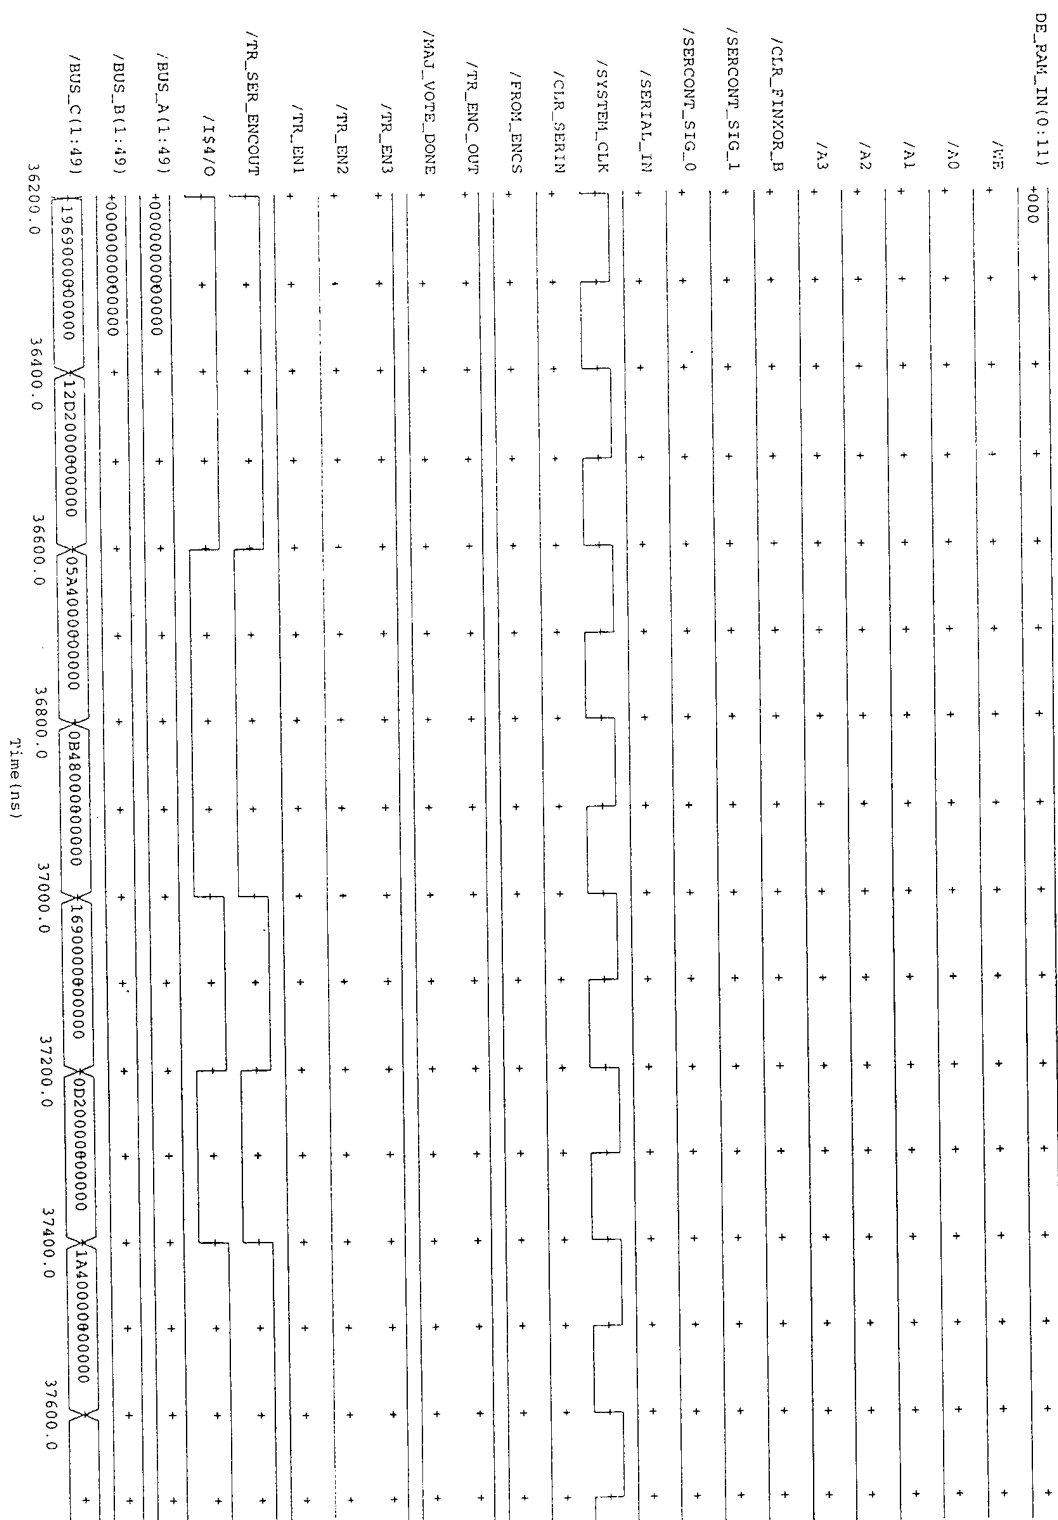 DE_RAM_IN(0:11) 000
/WE
/A0
/A1
/A2
/A3
/CLR_FINXOR_B
/SERCONT_SIG_1
/SERCONT_SIG_0
/SERIAL_IN
/SYSTEM_CLK
/CLR_SERIN
/FROM_ENCS
/TR_ENC_OUT
/MAJ_VOTE_DONE
/TR_EN3
/TR_EN2
/TR_EN1
/TR_SER_ENCOUT
/I$4/O
/BUS_A(1:49) 0000000000000
/BUS_B(1:49) 0000000000000
/BUS_C(1:49) 1969000000000 12D2000000000 05A4000000000 0B48000000000 1690000000000 0D20000000000 1A40000000000
36200.0 36400.0 36600.0 36800.0 37000.0 37200.0 37400.0 37600.0
Time(ns)